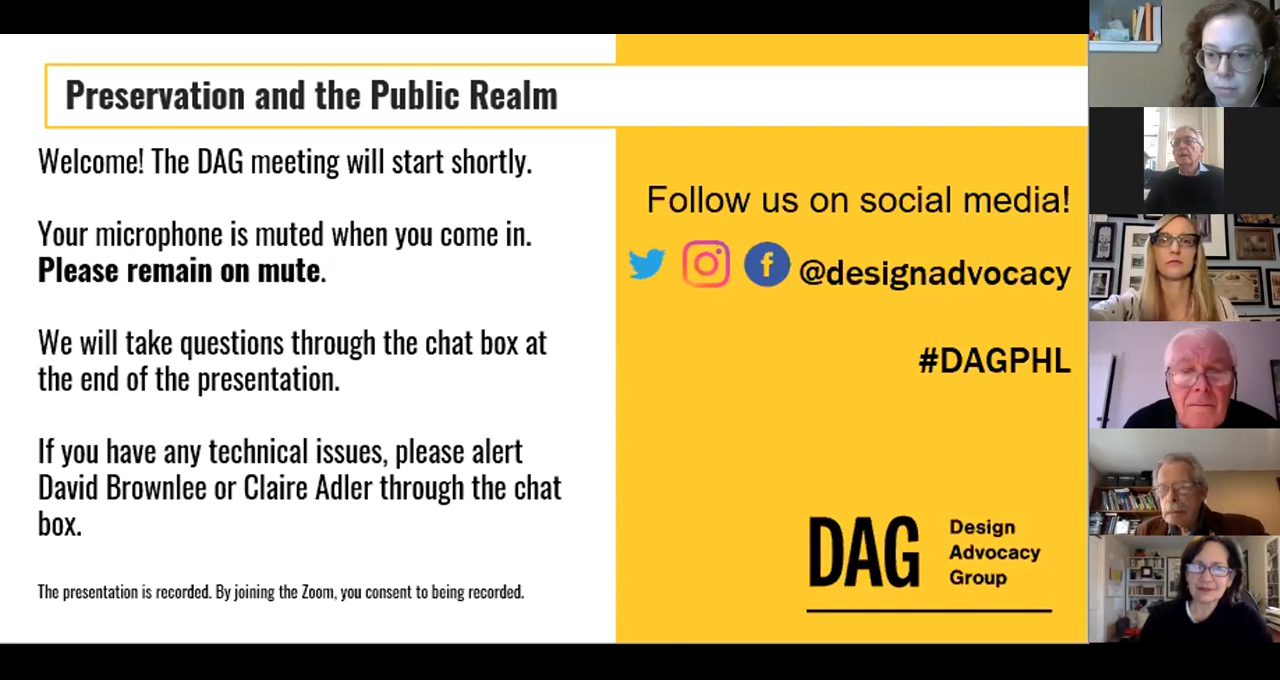 Preservation and the Public Realm
Welcome! The DAG meeting will start shortly.
Your microphone is muted when you come in.
Please remain on mute.
We will take questions through the chat box at
the end of the presentation.
If you have any technical issues, please alert
David Brownlee or Claire Adler through the chat
box.
The presentation is recorded. By joining the Zoom, you consent to being recorded.
Follow us on social media!
@designadvocacy
#DAGPHL
DAG
Design
Advocacy
Group